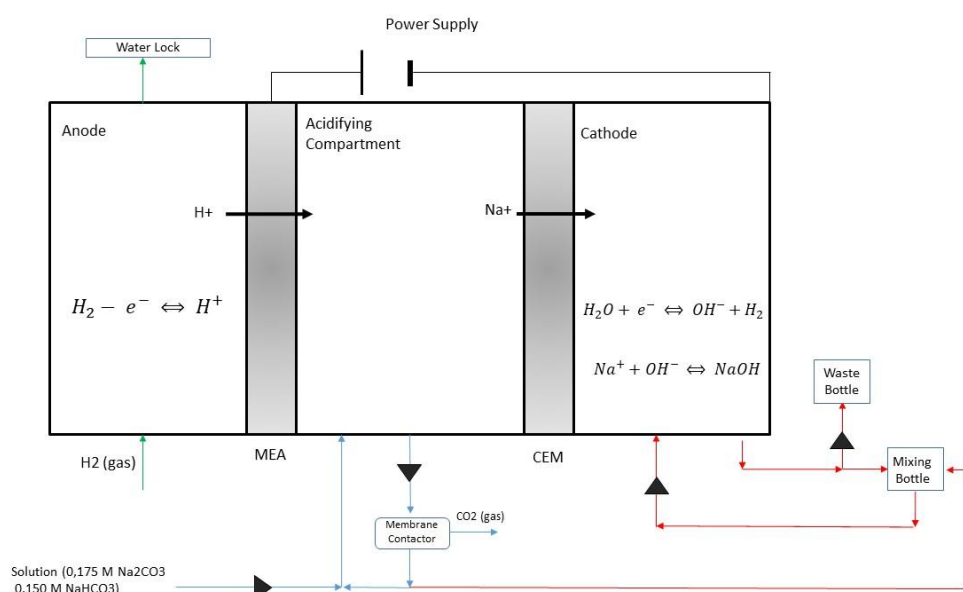 Power Supply
Water Lock
Anode
Acidifying
Compartment
Cathode
H+
Na+
H₂ − e⁻ ⇔ H⁺
H₂O + e⁻ ⇔ OH⁻ + H₂
Na⁺ + OH⁻ ⇔ NaOH
Waste
Bottle
Mixing
Bottle
H2 (gas)
MEA
CEM
CO2 (gas)
Membrane
Contactor
Solution (0,175 M Na2CO3
0,150 M NaHCO3)